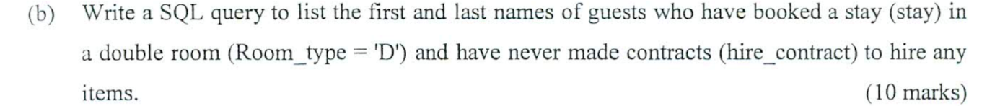 (b) Write a SQL query to list the first and last names of guests who have booked a stay (stay) in
a double room (Room_type = 'D') and have never made contracts (hire_contract) to hire any
items. (10 marks)